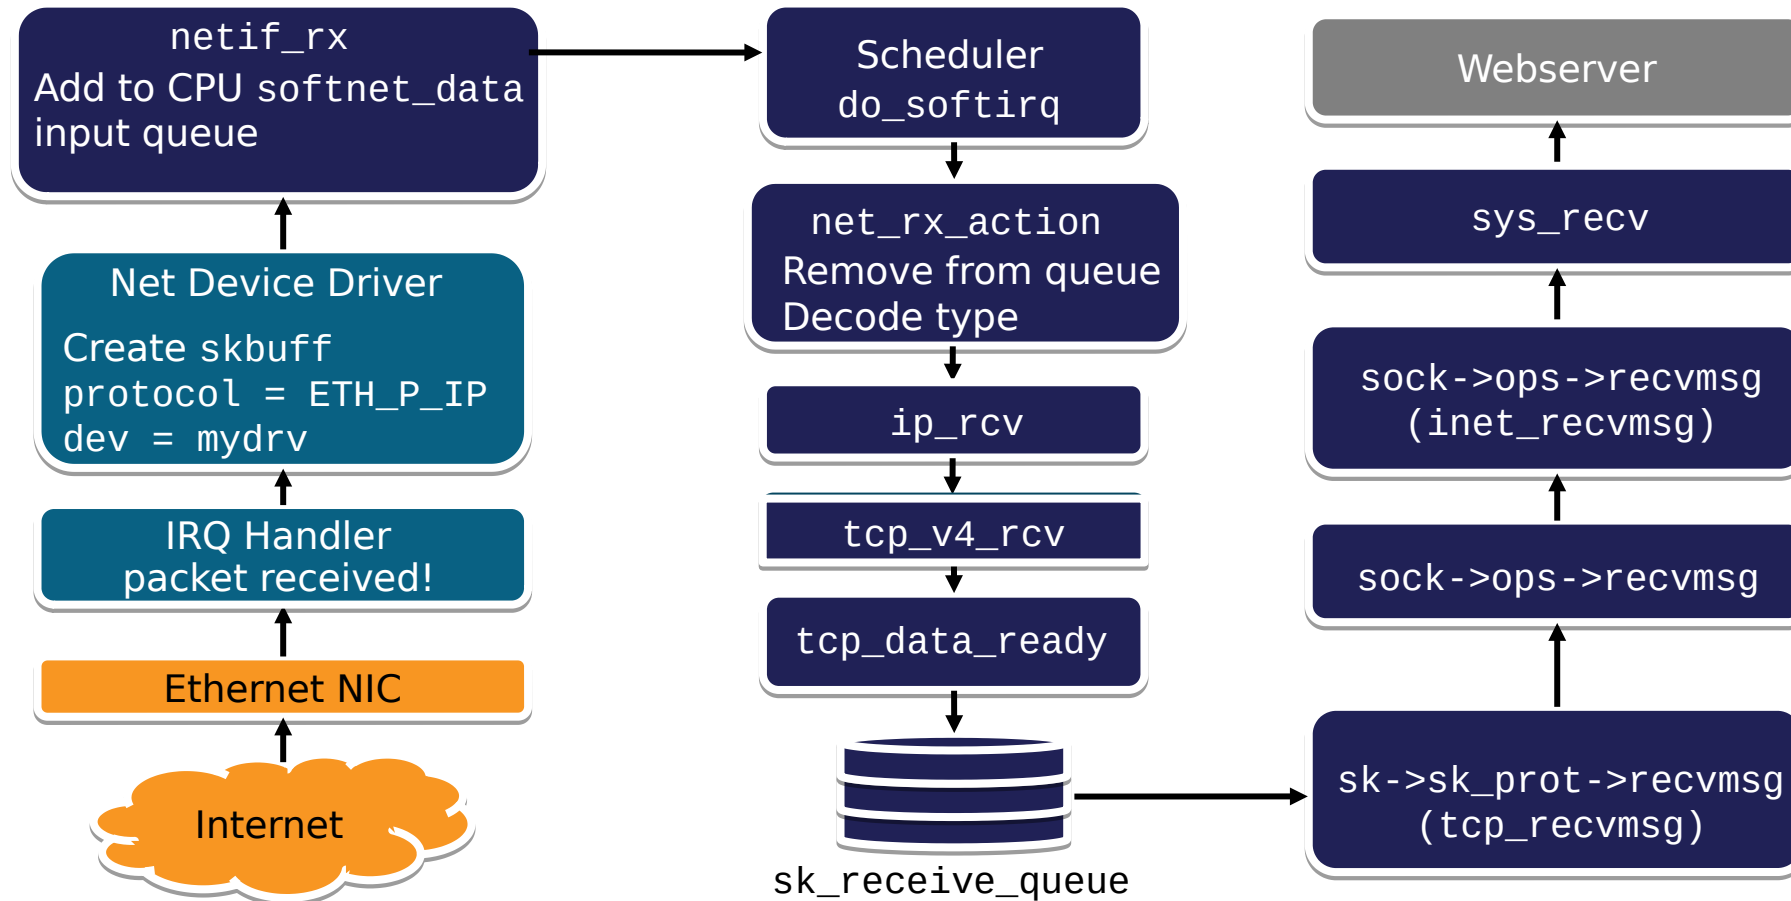 netif_rx
Add to CPU softnet_data
input queue
Net Device Driver
Create skbuff
protocol = ETH_P_IP
dev = mydrv
IRQ Handler
packet received!
Ethernet NIC
Internet
Scheduler
do_softirq
net_rx_action
Remove from queue
Decode type
ip_rcv
tcp_v4_rcv
tcp_data_ready
sk_receive_queue
Webserver
sys_recv
sock->ops->recvmsg
(inet_recvmsg)
sock->ops->recvmsg
sk->sk_prot->recvmsg
(tcp_recvmsg)